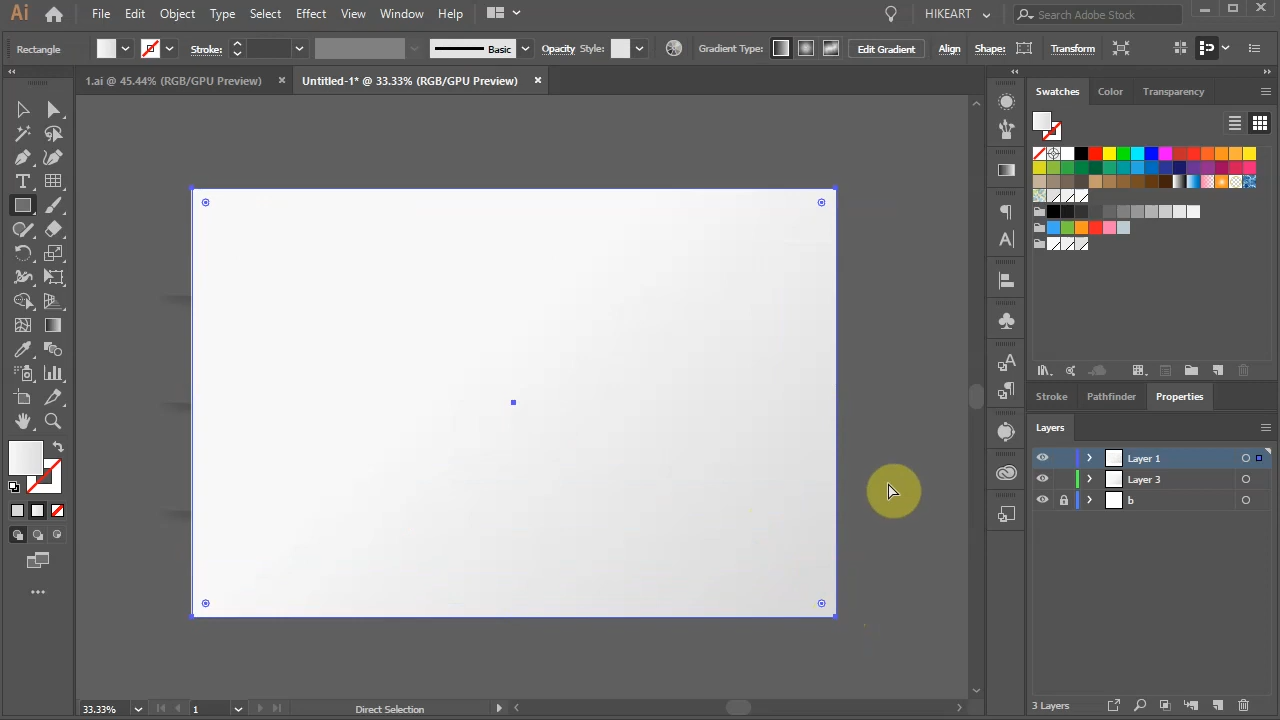 Ai File Edit Object Type Select Effect View Window Help HIKEART Search Adobe Stock
Rectangle Stroke: Basic Opacity Style: Gradient Type: Edit Gradient Align Shape: Transform
1.ai @ 45.44% (RGB/GPU Preview) Untitled-1* @ 33.33% (RGB/GPU Preview)
Swatches Color Transparency
Stroke Pathfinder Properties
Layers
Layer 1
Layer 3
b
3 Layers
33.33% 1 Direct Selection